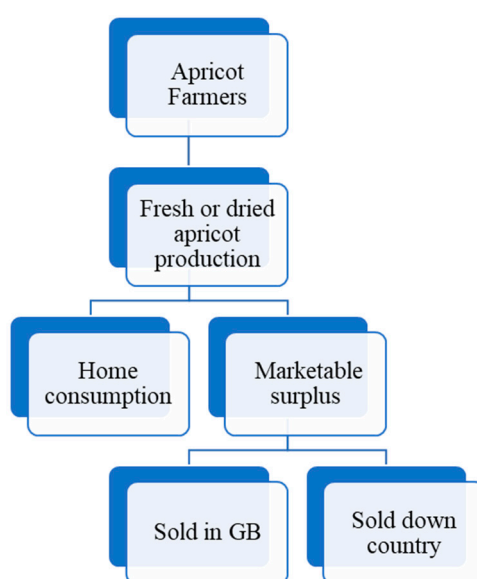 Apricot
Farmers
Fresh or dried
apricot
production
Home
consumption
Marketable
surplus
Sold in GB
Sold down
country